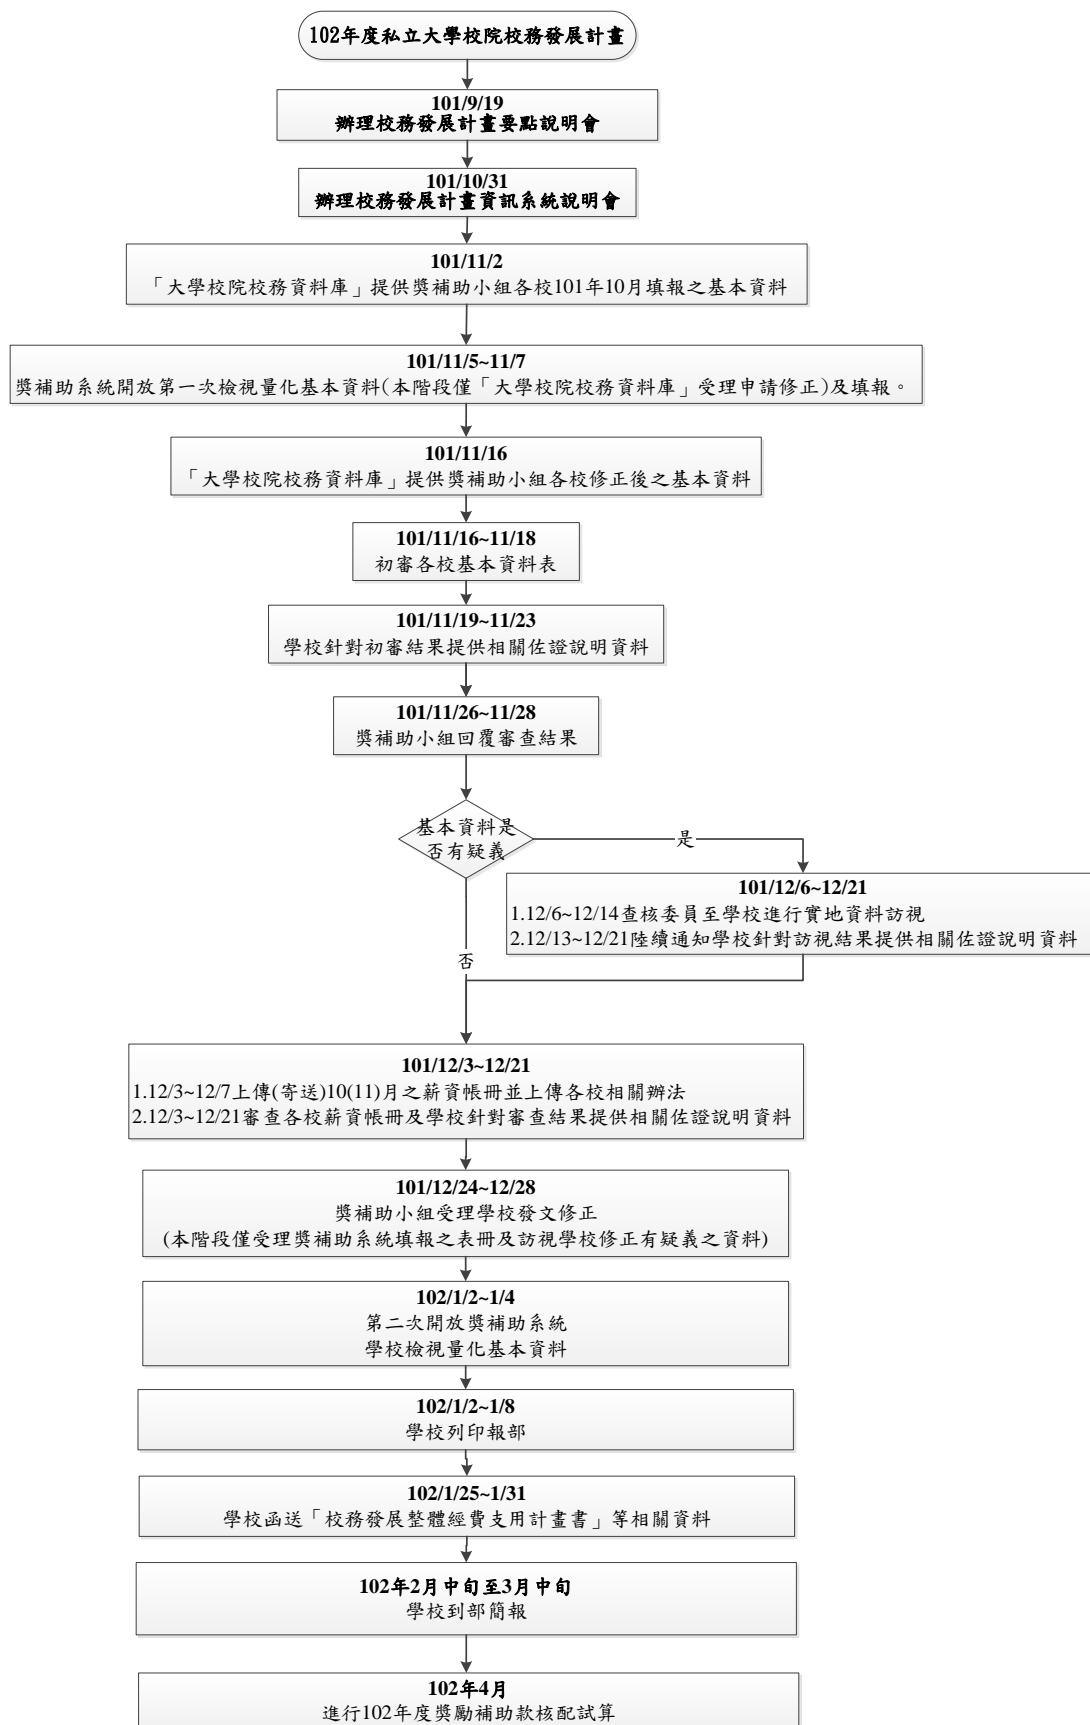 102年度私立大學校院校務發展計畫
101/9/19
辦理校務發展計畫要點說明會
101/10/31
辦理校務發展計畫資訊系統說明會
101/11/2
「大學校院校務資料庫」提供獎補助小組各校101年10月填報之基本資料
101/11/5~11/7
獎補助系統開放第一次檢視量化基本資料(本階段僅「大學校院校務資料庫」受理申請修正)及填報。
101/11/16
「大學校院校務資料庫」提供獎補助小組各校修正後之基本資料
101/11/16~11/18
初審各校基本資料表
101/11/19~11/23
學校針對初審結果提供相關佐證說明資料
101/11/26~11/28
獎補助小組回覆審查結果
基本資料是
否有疑義
是
101/12/6~12/21
1.12/6~12/14查核委員至學校進行實地資料訪視
2.12/13~12/21陸續通知學校針對訪視結果提供相關佐證說明資料
否
101/12/3~12/21
1.12/3~12/7上傳(寄送)10(11)月之薪資帳冊並上傳各校相關辦法
2.12/3~12/21審查各校薪資帳冊及學校針對審查結果提供相關佐證說明資料
101/12/24~12/28
獎補助小組受理學校發文修正
(本階段僅受理獎補助系統填報之表冊及訪視學校修正有疑義之資料)
102/1/2~1/4
第二次開放獎補助系統
學校檢視量化基本資料
102/1/2~1/8
學校列印報部
102/1/25~1/31
學校函送「校務發展整體經費支用計畫書」等相關資料
102年2月中旬至3月中旬
學校到部簡報
102年4月
進行102年度獎勵補助款核配試算